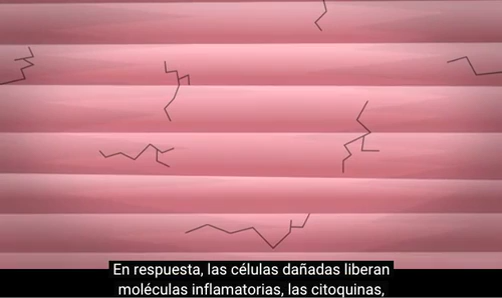 En respuesta, las células dañadas liberan
moléculas inflamatorias, las citoquinas,